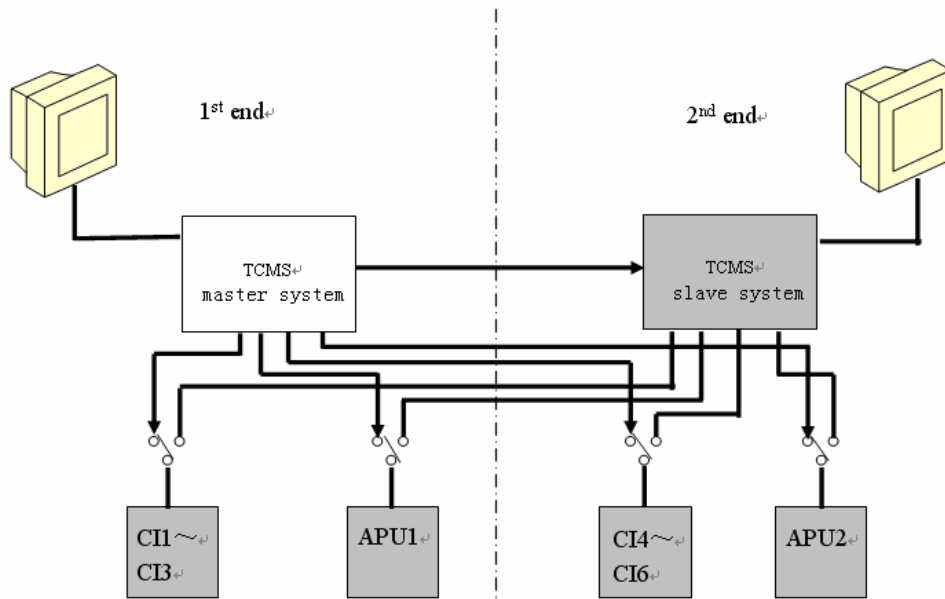 1st end
2nd end
TCMS
master system
TCMS
slave system
CI1～
CI3
APU1
CI4～
CI6
APU2